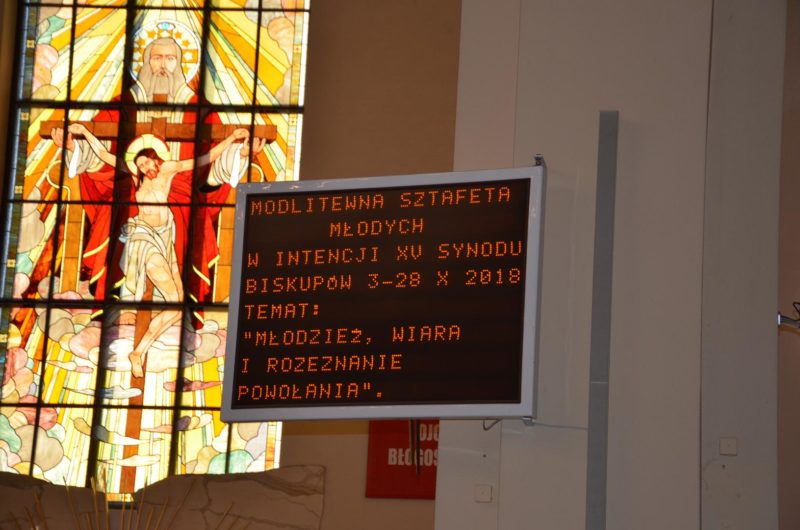 MODLITEWNA SZTAFETA
MŁODYCH
W INTENCJI XV SYNODU
BISKUPÓW 3-28 X 2018
TEMAT:
"MŁODZIEŻ, WIARA
I ROZEZNANIE
POWOŁANIA".